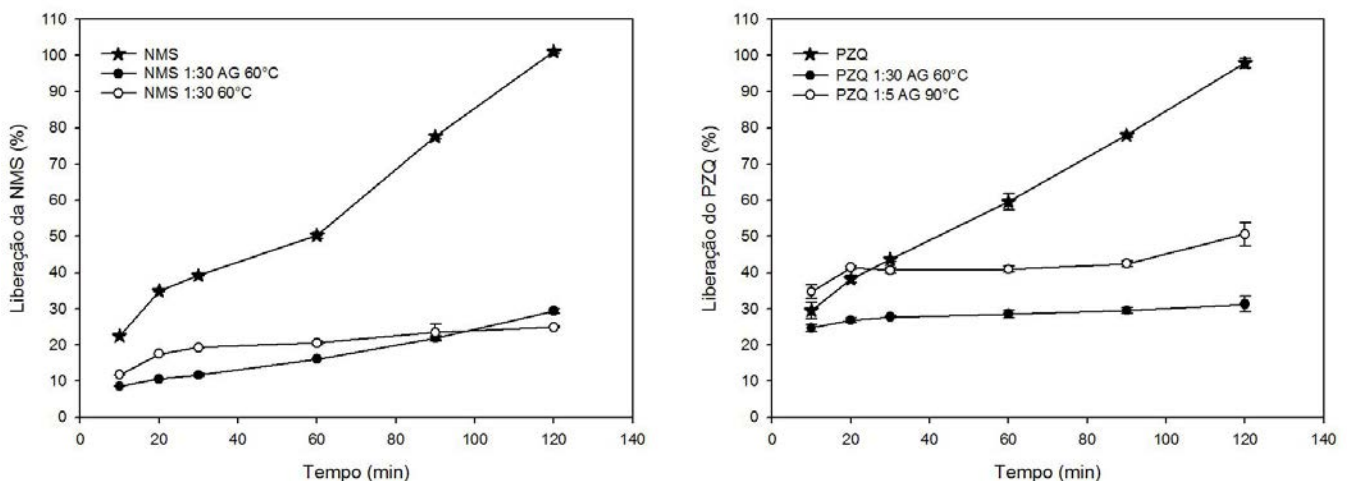 110
100
90
80
70
60
50
40
30
20
10
0
Liberação da NMS (%)
NMS
NMS 1:30 AG 60°C
NMS 1:30 60°C
0 20 40 60 80 100 120 140
Tempo (min)
110
100
90
80
70
60
50
40
30
20
10
0
Liberação do PZQ (%)
PZQ
PZQ 1:30 AG 60°C
PZQ 1:5 AG 90°C
0 20 40 60 80 100 120 140
Tempo (min)